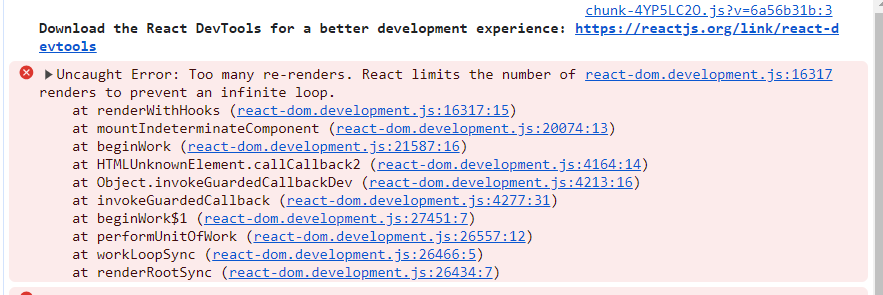 chunk-4YP5LC2O.js?v=6a56b31b:3
Download the React DevTools for a better development experience: https://reactjs.org/link/react-d
evtools
Uncaught Error: Too many re-renders. React limits the number of react-dom.development.js:16317
renders to prevent an infinite loop.
at renderWithHooks (react-dom.development.js:16317:15)
at mountIndeterminateComponent (react-dom.development.js:20074:13)
at beginWork (react-dom.development.js:21587:16)
at HTMLUnknownElement.callCallback2 (react-dom.development.js:4164:14)
at Object.invokeGuardedCallbackDev (react-dom.development.js:4213:16)
at invokeGuardedCallback (react-dom.development.js:4277:31)
at beginWork$1 (react-dom.development.js:27451:7)
at performUnitOfWork (react-dom.development.js:26557:12)
at workLoopSync (react-dom.development.js:26466:5)
at renderRootSync (react-dom.development.js:26434:7)